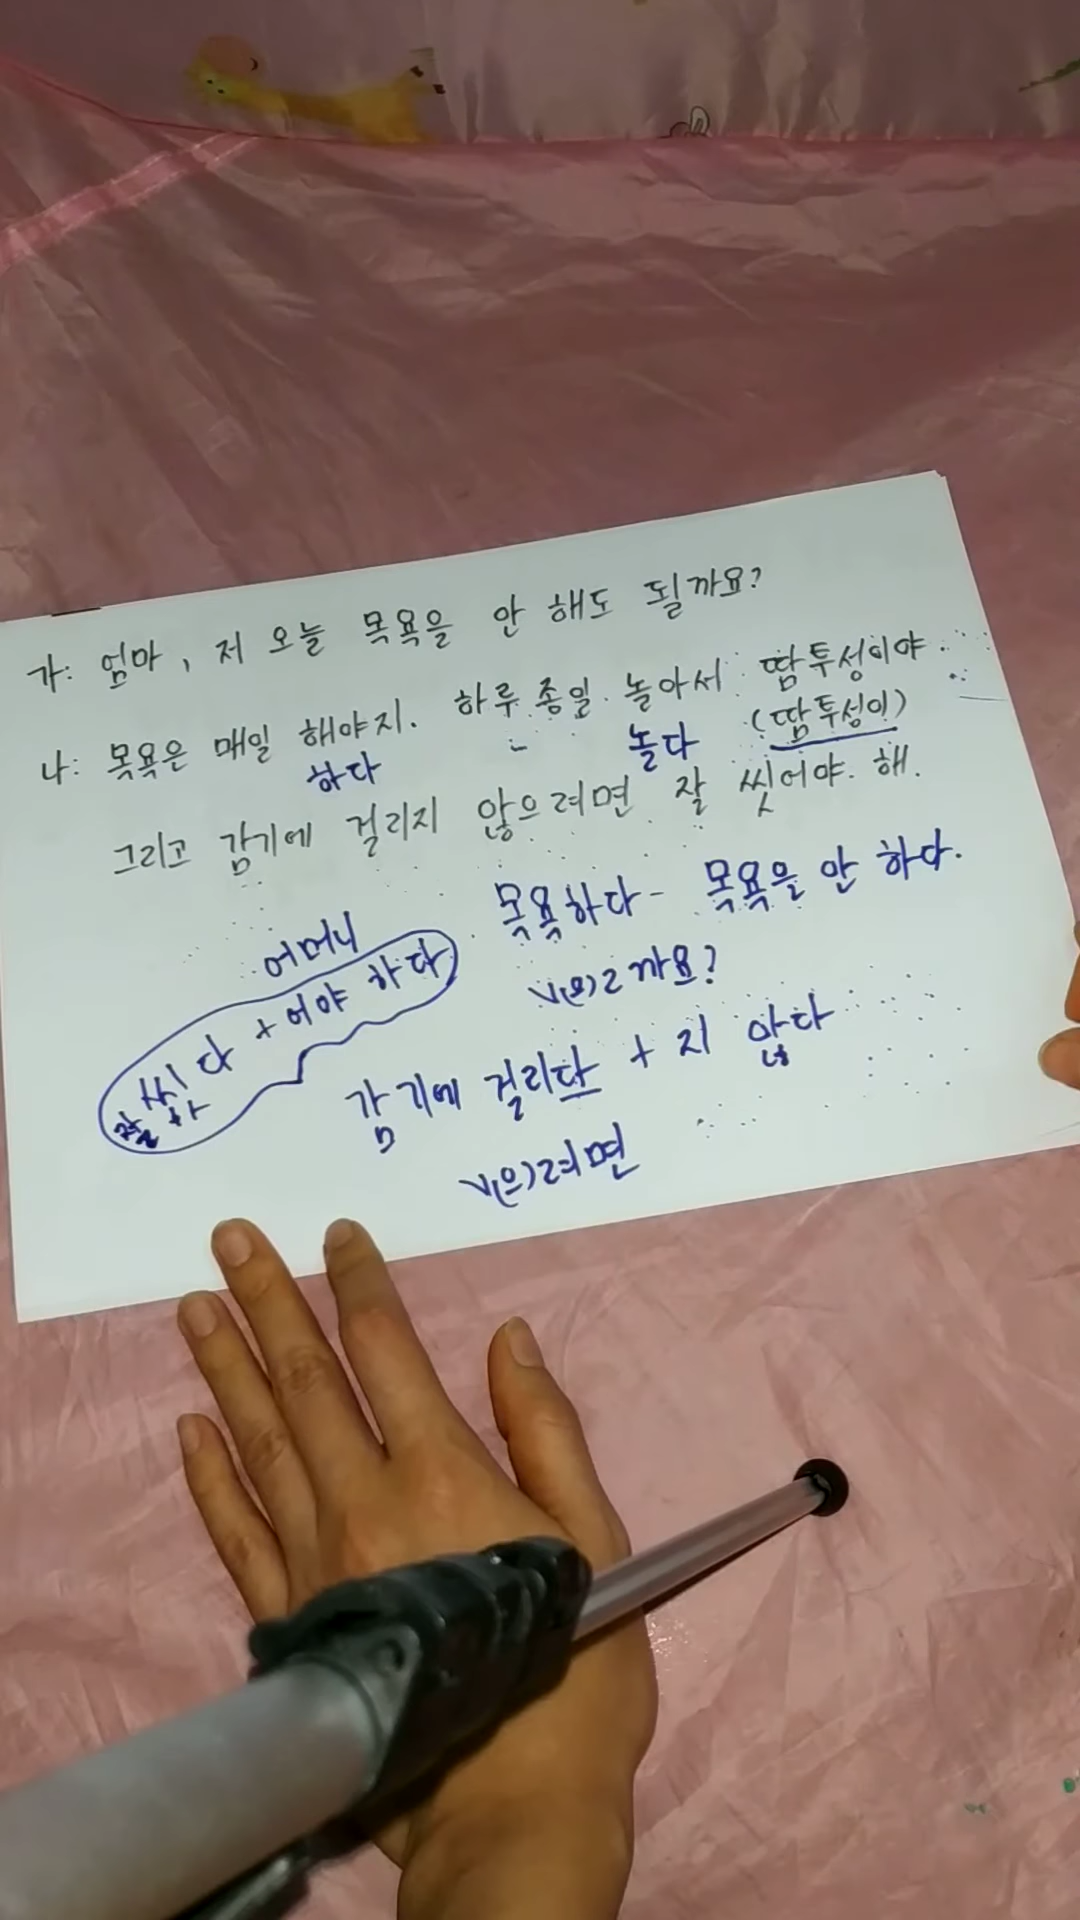 가: 엄마, 저 오늘 목욕을 안 해도 될까요?
나: 목욕은 매일 해야지. 하루 종일 놀아서 땀투성이야.
하다 놀다 (땀투성이)
그리고 감기에 걸리지 않으려면 잘 씻어야 해.
어머니 목욕하다 - 목욕을 안 하다.
씻다 + 어야 하다 V(으)ㄹ까요?
감기에 걸리다 + 지 않다
V(으)려면